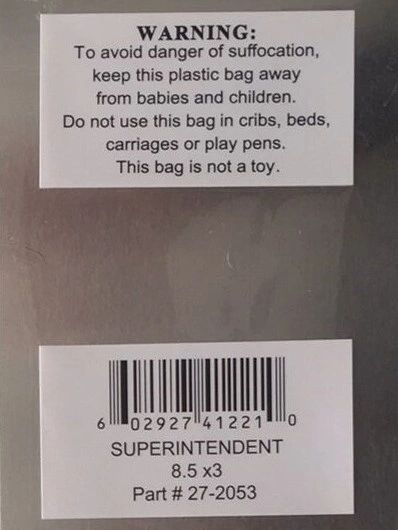 WARNING:
To avoid danger of suffocation,
keep this plastic bag away
from babies and children.
Do not use this bag in cribs, beds,
carriages or play pens.
This bag is not a toy.
6 02927 41221 0
SUPERINTENDENT
8.5 x3
Part # 27-2053